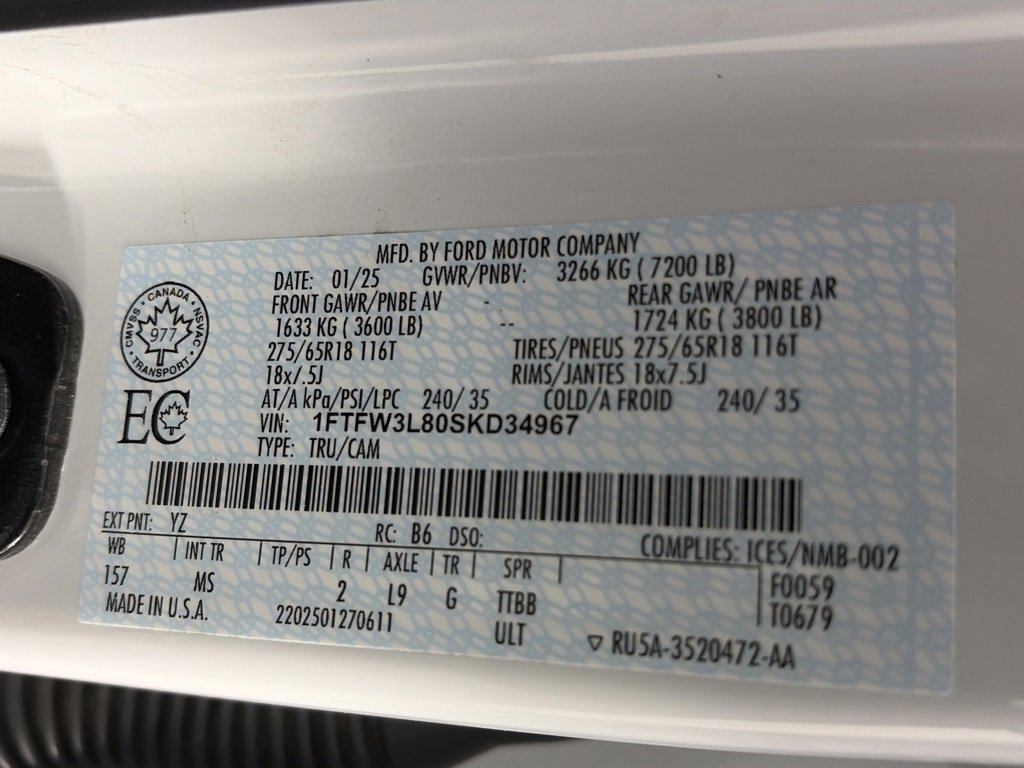 MFD. BY FORD MOTOR COMPANY
DATE: 01/25 GVWR/PNBV: 3266 KG ( 7200 LB)
FRONT GAWR/PNBE AV - REAR GAWR/ PNBE AR
1633 KG ( 3600 LB) -- 1724 KG ( 3800 LB)
275/65R18 116T TIRES/PNEUS 275/65R18 116T
18x7.5J RIMS/JANTES 18x7.5J
AT/A kPa/PSI/LPC 240/ 35 COLD/A FROID 240/ 35
VIN: 1FTFW3L80SKD34967
TYPE: TRU/CAM
CANADA
CMVSS NSVAC
977
TRANSPORT
EC
EXT PNT: YZ RC: B6 DSO: COMPLIES: ICES/NMB-002
WB | INT TR | TP/PS | R | AXLE | TR | SPR | F0059
157 MS 2 L9 G TTBB T0679
MADE IN U.S.A. 2202501270611 ULT ▽ RU5A-3520472-AA